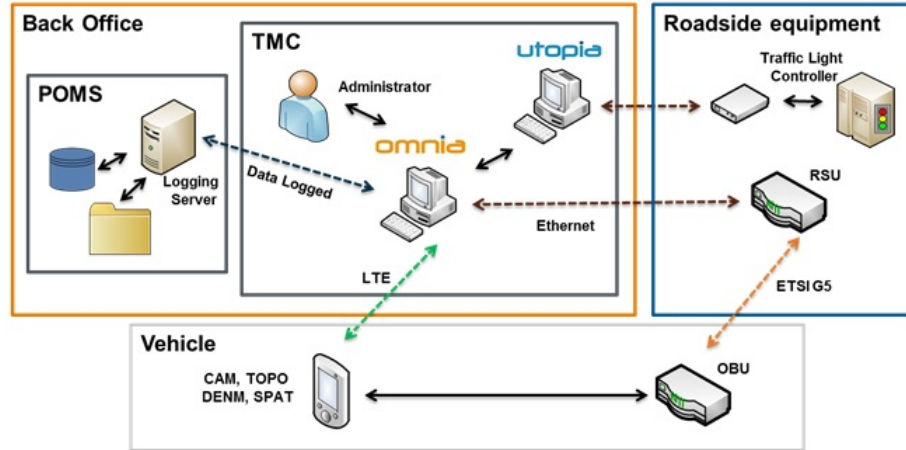 Back Office
TMC
utopia
Administrator
omnia
POMS
Logging
Server
Data Logged
Ethernet
LTE
Roadside equipment
Traffic Light
Controller
RSU
ETSI G5
Vehicle
CAM, TOPO
DENM, SPAT
OBU